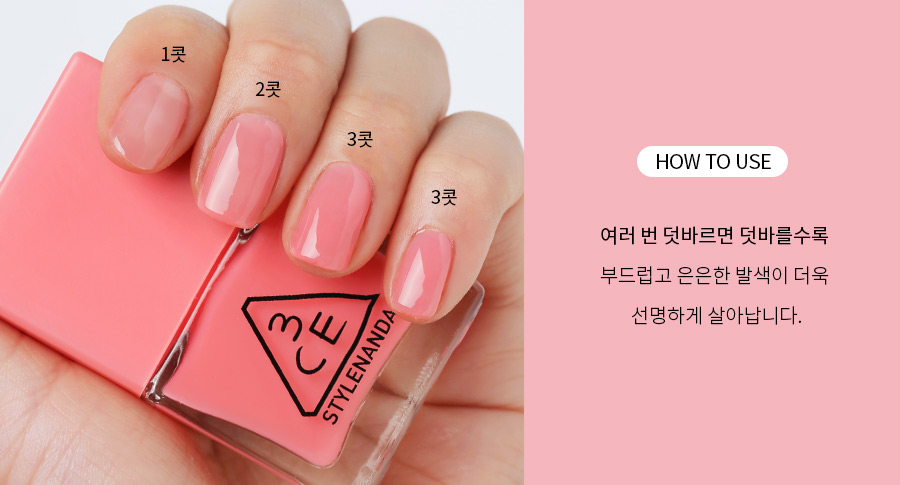 1콧
2콧
3콧
3콧
3CE
STYLENANDA
HOW TO USE
여러 번 덧바르면 덧바를수록
부드럽고 은은한 발색이 더욱
선명하게 살아납니다.